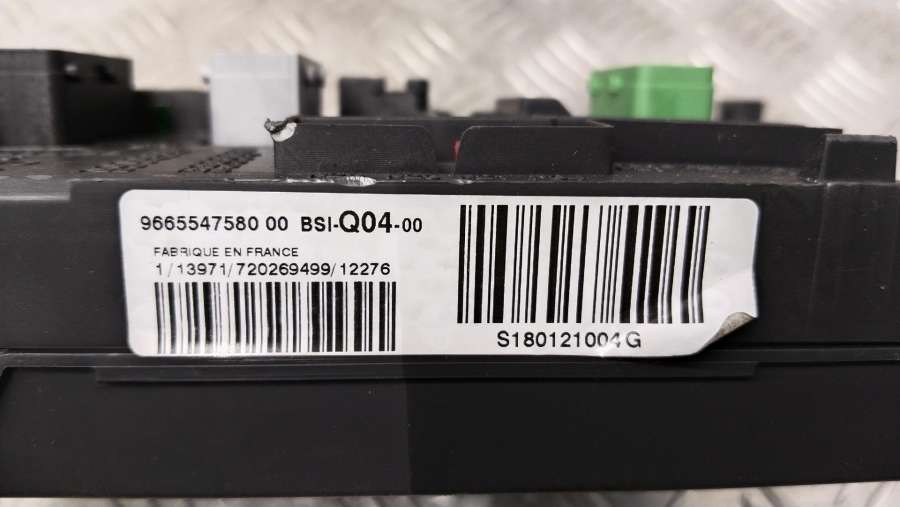 9665547580 00 BSI-Q04-00
FABRIQUE EN FRANCE
1/13971/720269499/12276
S180121004G